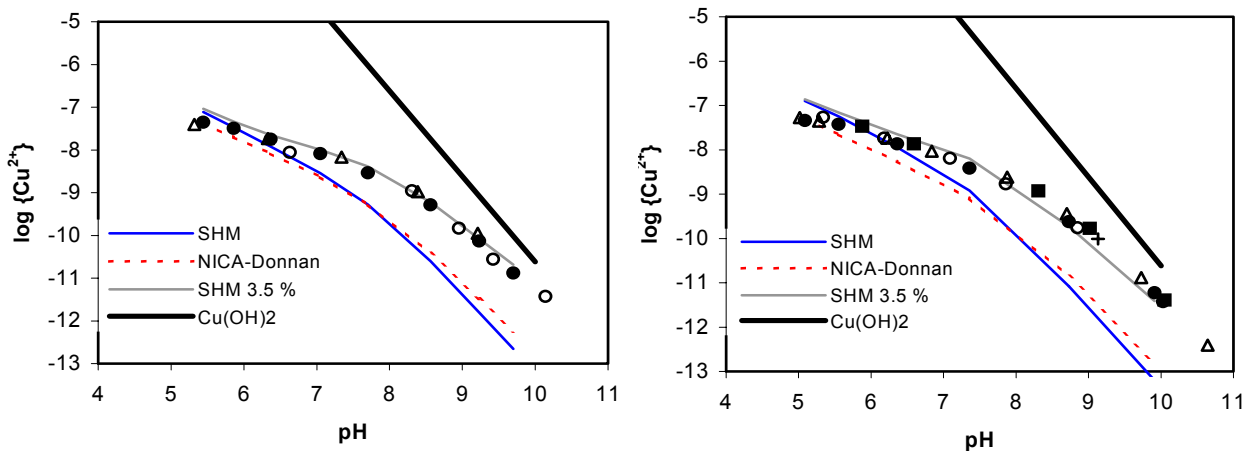 -5
-6
-7
-8
-9
-10
-11
-12
-13
4 5 6 7 8 9 10 11
pH
log {Cu2+}
SHM
NICA-Donnan
SHM 3.5 %
Cu(OH)2
-5
-6
-7
-8
-9
-10
-11
-12
-13
4 5 6 7 8 9 10 11
pH
log {Cu2+}
SHM
NICA-Donnan
SHM 3.5 %
Cu(OH)2